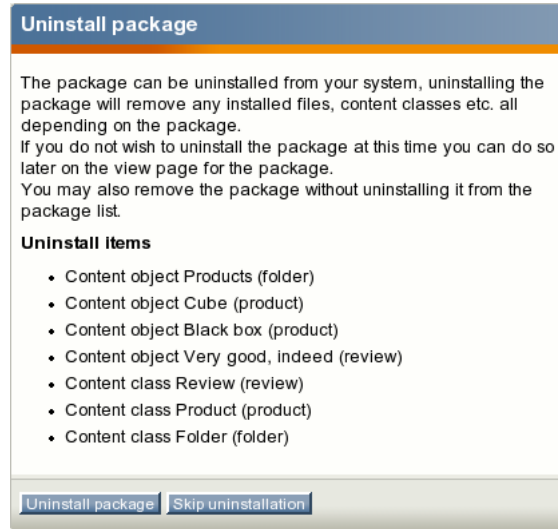 Uninstall package
The package can be uninstalled from your system, uninstalling the
package will remove any installed files, content classes etc. all
depending on the package.
If you do not wish to uninstall the package at this time you can do so
later on the view page for the package.
You may also remove the package without uninstalling it from the
package list.
Uninstall items
• Content object Products (folder)
• Content object Cube (product)
• Content object Black box (product)
• Content object Very good, indeed (review)
• Content class Review (review)
• Content class Product (product)
• Content class Folder (folder)
Uninstall package Skip uninstallation